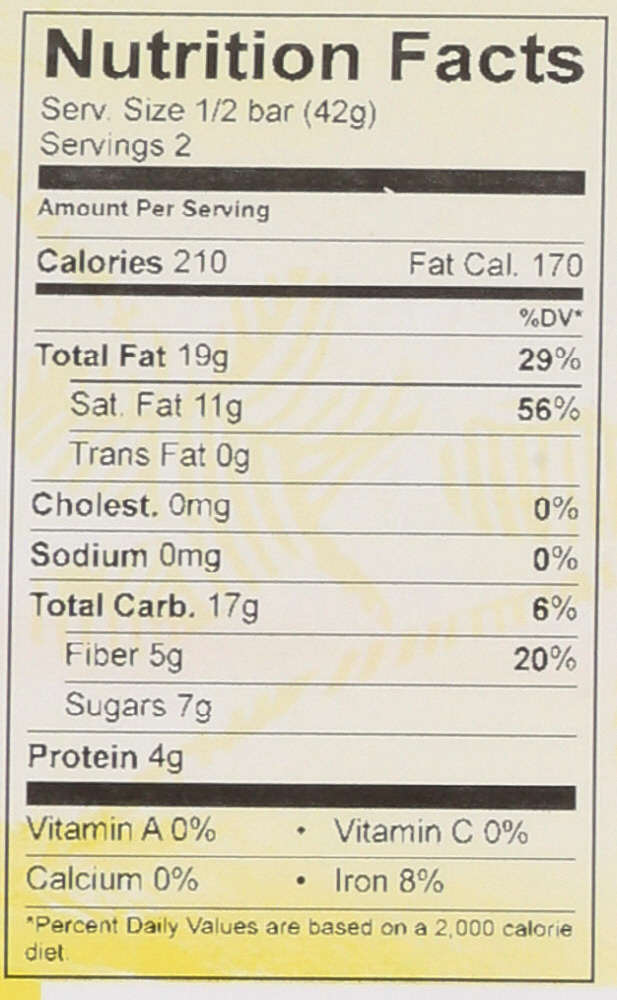 Nutrition Facts
Serv. Size 1/2 bar (42g)
Servings 2
Amount Per Serving
Calories 210 Fat Cal. 170
%DV*
Total Fat 19g 29%
Sat. Fat 11g 56%
Trans Fat 0g
Cholest. 0mg 0%
Sodium 0mg 0%
Total Carb. 17g 6%
Fiber 5g 20%
Sugars 7g
Protein 4g
Vitamin A 0% • Vitamin C 0%
Calcium 0% • Iron 8%
*Percent Daily Values are based on a 2,000 calorie
diet.